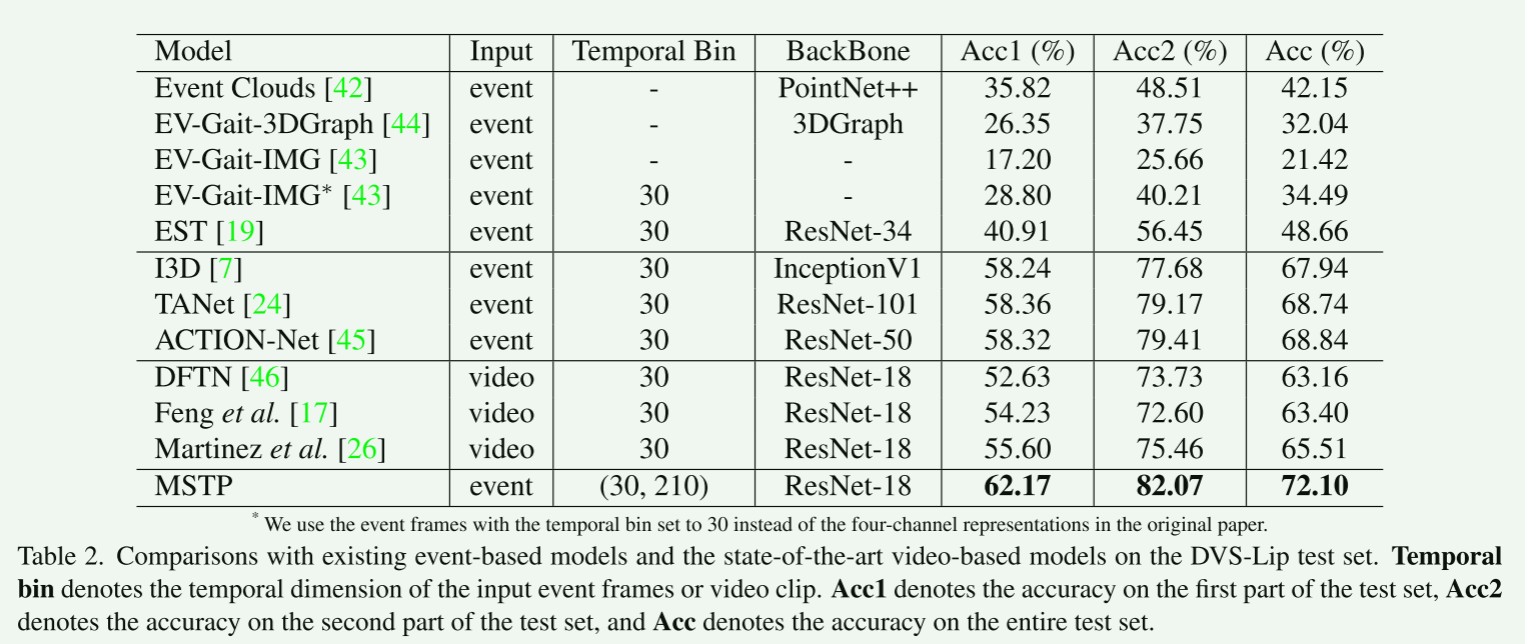 Model Input Temporal Bin BackBone Acc1 (%) Acc2 (%) Acc (%)
Event Clouds [42] event - PointNet++ 35.82 48.51 42.15
EV-Gait-3DGraph [44] event - 3DGraph 26.35 37.75 32.04
EV-Gait-IMG [43] event - - 17.20 25.66 21.42
EV-Gait-IMG* [43] event 30 - 28.80 40.21 34.49
EST [19] event 30 ResNet-34 40.91 56.45 48.66
I3D [7] event 30 InceptionV1 58.24 77.68 67.94
TANet [24] event 30 ResNet-101 58.36 79.17 68.74
ACTION-Net [45] event 30 ResNet-50 58.32 79.41 68.84
DFTN [46] video 30 ResNet-18 52.63 73.73 63.16
Feng et al. [17] video 30 ResNet-18 54.23 72.60 63.40
Martinez et al. [26] video 30 ResNet-18 55.60 75.46 65.51
MSTP event (30, 210) ResNet-18 62.17 82.07 72.10
* We use the event frames with the temporal bin set to 30 instead of the four-channel representations in the original paper.
Table 2. Comparisons with existing event-based models and the state-of-the-art video-based models on the DVS-Lip test set. Temporal
bin denotes the temporal dimension of the input event frames or video clip. Acc1 denotes the accuracy on the first part of the test set, Acc2
denotes the accuracy on the second part of the test set, and Acc denotes the accuracy on the entire test set.